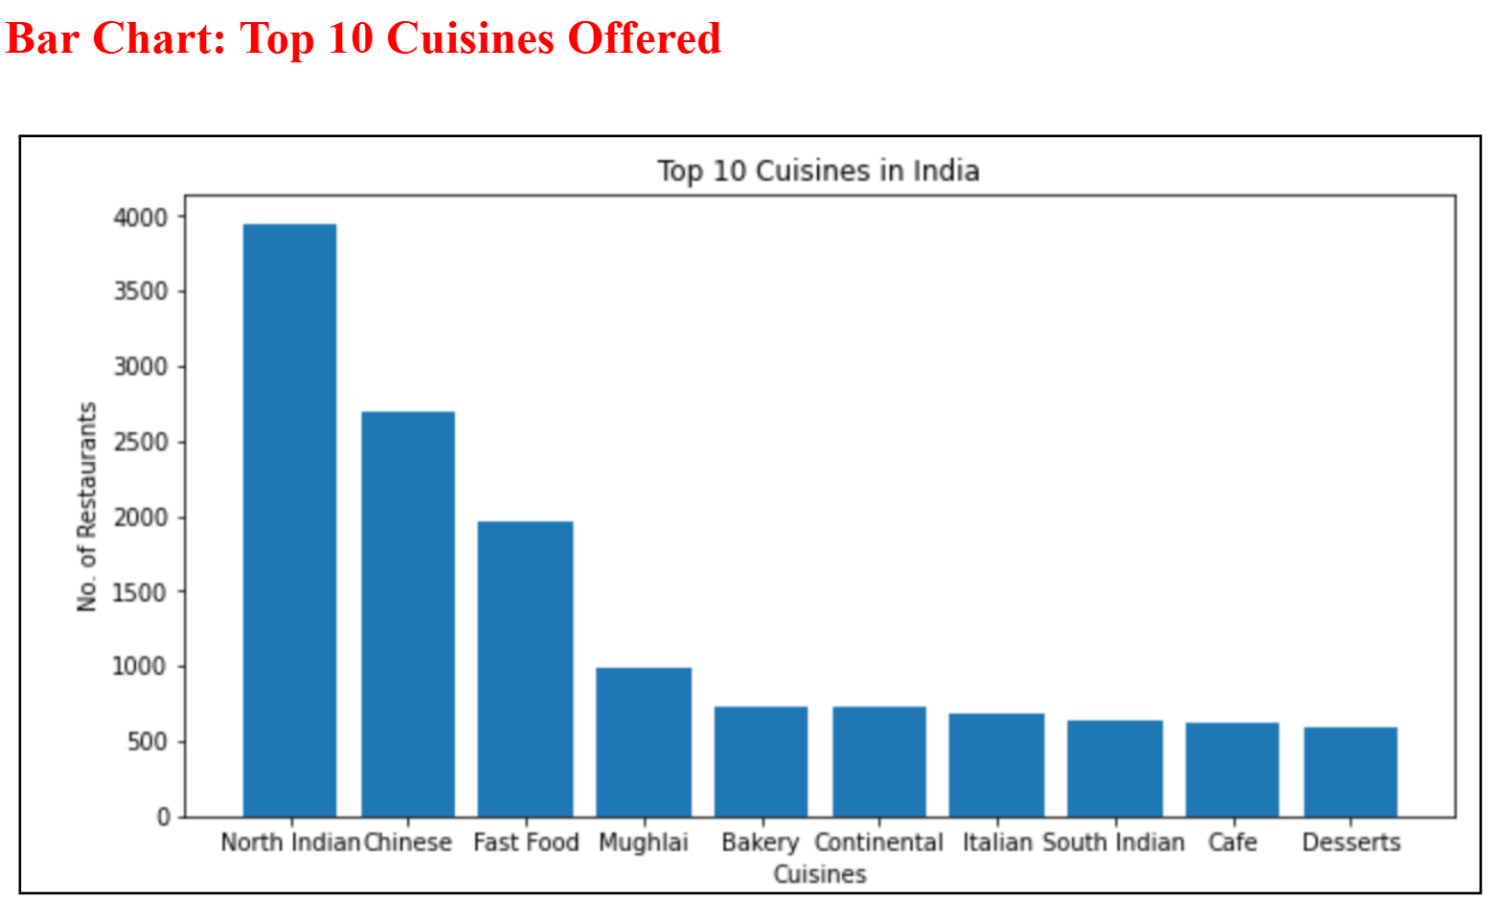 Bar Chart: Top 10 Cuisines Offered
Top 10 Cuisines in India
4000
3500
3000
2500
2000
1500
1000
500
0
No. of Restaurants
North Indian Chinese Fast Food Mughlai Bakery Continental Italian South Indian Cafe Desserts
Cuisines